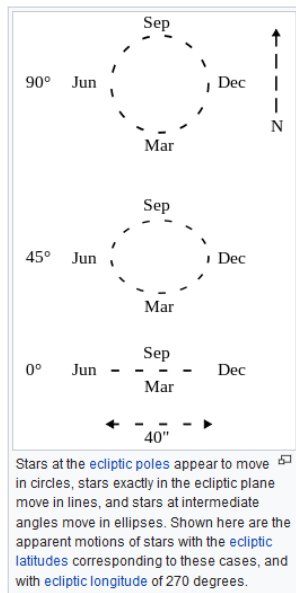 Sep
90° Jun Dec
N
Mar
Sep
45° Jun Dec
Mar
Sep
0° Jun Dec
Mar
40"
Stars at the ecliptic poles appear to move
in circles, stars exactly in the ecliptic plane
move in lines, and stars at intermediate
angles move in ellipses. Shown here are the
apparent motions of stars with the ecliptic
latitudes corresponding to these cases, and
with ecliptic longitude of 270 degrees.